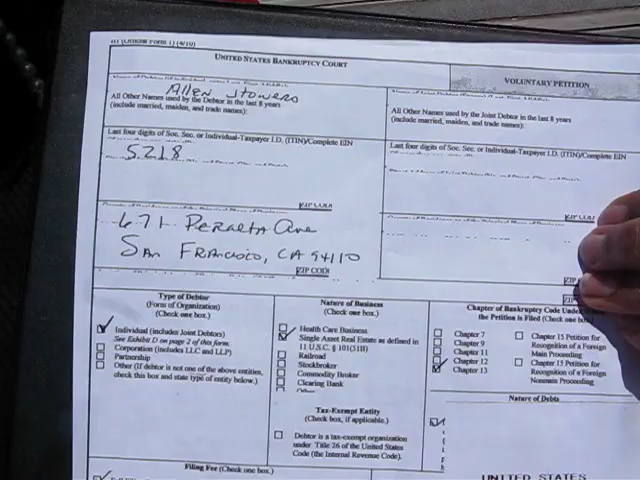 B1 (Official Form 1) (4/10)
UNITED STATES BANKRUPTCY COURT
VOLUNTARY PETITION
Allen Stowers
All Other Names used by the Debtor in the last 8 years
(include married, maiden, and trade names):
All Other Names used by the Joint Debtor in the last 8 years
(include married, maiden, and trade names):
Last four digits of Soc. Sec. or Individual-Taxpayer I.D. (ITIN)/Complete EIN
5218
Last four digits of Soc. Sec. or Individual-Taxpayer I.D. (ITIN)/Complete EIN
ZIP CODE
ZIP COD
671 Peralta Ave
San Francisco, CA 94110
ZIP CODE
ZIP
Type of Debtor
(Form of Organization)
(Check one box.)
Individual (includes Joint Debtors)
See Exhibit D on page 2 of this form.
Corporation (includes LLC and LLP)
Partnership
Other (If debtor is not one of the above entities,
check this box and state type of entity below.)
Nature of Business
(Check one box.)
Health Care Business
Single Asset Real Estate as defined in
11 U.S.C. § 101(51B)
Railroad
Stockbroker
Commodity Broker
Clearing Bank
Tax-Exempt Entity
(Check box, if applicable.)
Debtor is a tax-exempt organization
under Title 26 of the United States
Code (the Internal Revenue Code).
Chapter of Bankruptcy Code Under
the Petition is Filed (Check one box.)
Chapter 7
Chapter 9
Chapter 11
Chapter 12
Chapter 13
Chapter 15 Petition for
Recognition of a Foreign
Main Proceeding
Chapter 15 Petition for
Recognition of a Foreign
Nonmain Proceeding
Nature of Debts
Filing Fee (Check one box.)
UNITED STATES